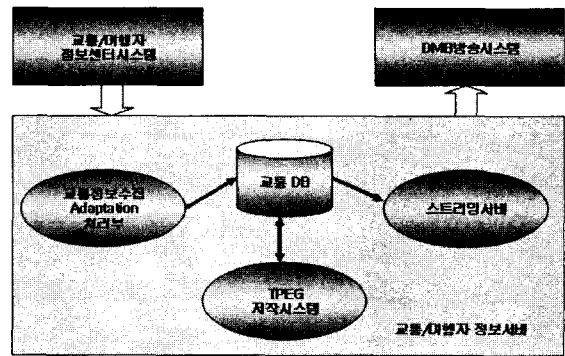 교통/여행자
정보센터시스템
DMB방송시스템
교통정보수집
Adaptation
처리부
교통 DB
스트리밍서버
TPEG
저작시스템
교통/여행자 정보서버